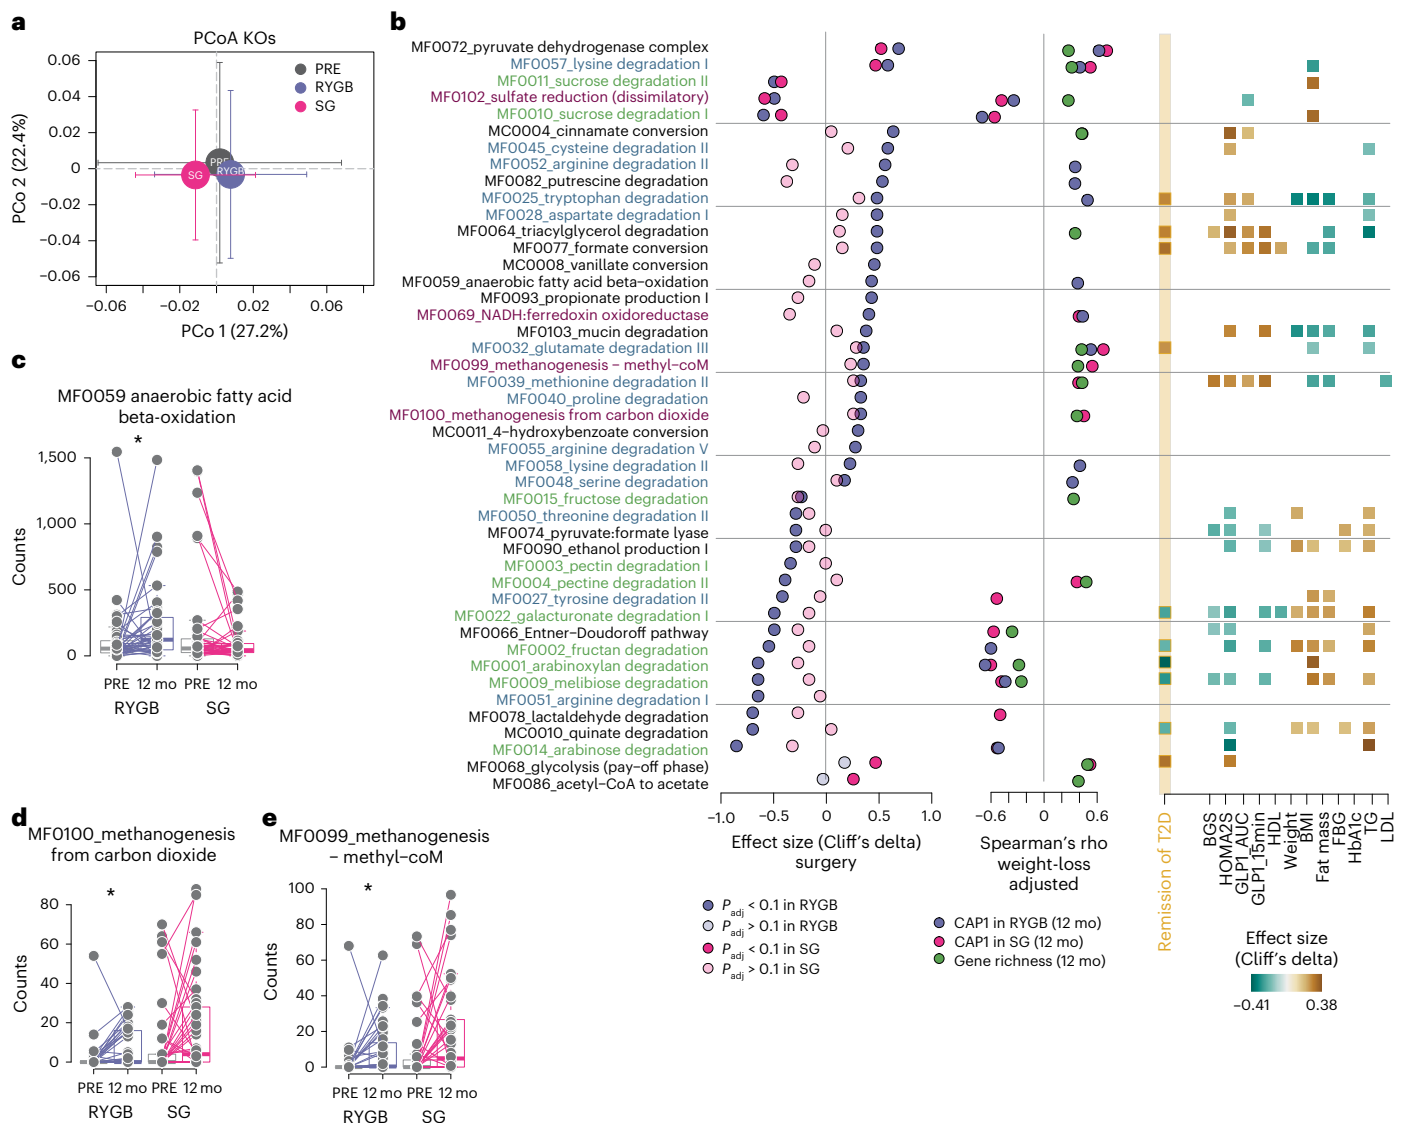 a
PCoA KOs
PCo 2 (22.4%)
0.06
0.04
0.02
0
−0.02
−0.04
−0.06
PRE
RYGB
SG
PRE
RYGB
SG
−0.06
−0.02
0.02
0.06
PCo 1 (27.2%)
b
MF0072_pyruvate dehydrogenase complex
MF0057_lysine degradation I
MF0011_sucrose degradation II
MF0102_sulfate reduction (dissimilatory)
MF0010_sucrose degradation I
MC0004_cinnamate conversion
MF0045_cysteine degradation II
MF0052_arginine degradation II
MF0082_putrescine degradation
MF0025_tryptophan degradation
MF0028_aspartate degradation I
MF0064_triacylglycerol degradation
MF0077_formate conversion
MC0008_vanillate conversion
MF0059_anaerobic fatty acid beta−oxidation
MF0093_propionate production I
MF0069_NADH:ferredoxin oxidoreductase
MF0103_mucin degradation
MF0032_glutamate degradation III
MF0099_methanogenesis − methyl−coM
MF0039_methionine degradation II
MF0040_proline degradation
MF0100_methanogenesis from carbon dioxide
MC0011_4−hydroxybenzoate conversion
MF0055_arginine degradation V
MF0058_lysine degradation II
MF0048_serine degradation
MF0015_fructose degradation
MF0050_threonine degradation II
MF0074_pyruvate:formate lyase
MF0090_ethanol production I
MF0003_pectin degradation I
MF0004_pectine degradation II
MF0027_tyrosine degradation II
MF0022_galacturonate degradation I
MF0066_Entner−Doudoroff pathway
MF0002_fructan degradation
MF0001_arabinoxylan degradation
MF0009_melibiose degradation
MF0051_arginine degradation I
MF0078_lactaldehyde degradation
MC0010_quinate degradation
MF0014_arabinose degradation
MF0068_glycolysis (pay−off phase)
MF0086_acetyl−CoA to acetate
−1.0
−0.5
0
0.5
1.0
Effect size (Cliff's delta)
surgery
Padj < 0.1 in RYGB
Padj > 0.1 in RYGB
Padj < 0.1 in SG
Padj > 0.1 in SG
−0.6
0
0.6
Spearman's rho
weight-loss
adjusted
CAP1 in RYGB (12 mo)
CAP1 in SG (12 mo)
Gene richness (12 mo)
Remission of T2D
BGS
HOMA2S
GLP1_AUC
GLP1_15min
HDL
Weight
BMI
Fat mass
FBG
HbA1c
TG
LDL
Effect size
(Cliff's delta)
−0.41
0.38
c
MF0059 anaerobic fatty acid
beta-oxidation
*
Counts
1,500
1,000
500
0
PRE
12 mo
PRE
12 mo
RYGB
SG
d
MF0100_methanogenesis
from carbon dioxide
*
Counts
80
60
40
20
0
PRE
12 mo
PRE
12 mo
RYGB
SG
e
MF0099_methanogenesis
− methyl−coM
*
Counts
100
80
60
40
20
0
PRE
12 mo
PRE
12 mo
RYGB
SG